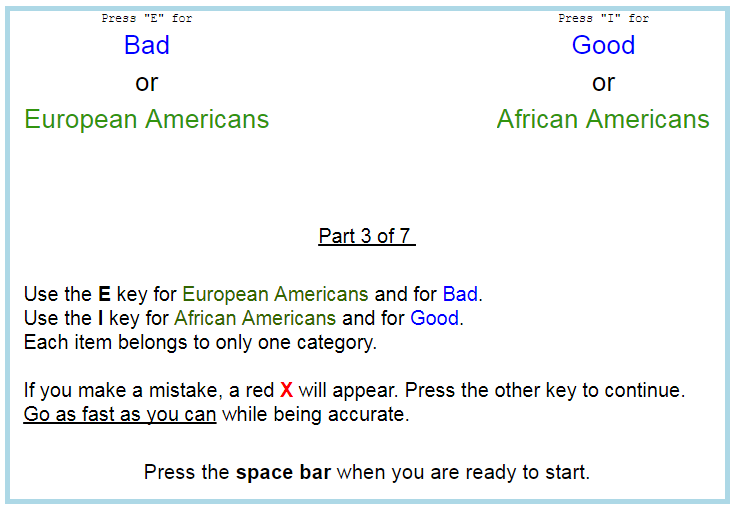 Press "E" for Press "I" for
Bad Good
or or
European Americans African Americans
Part 3 of 7
Use the E key for European Americans and for Bad.
Use the I key for African Americans and for Good.
Each item belongs to only one category.
If you make a mistake, a red X will appear. Press the other key to continue.
Go as fast as you can while being accurate.
Press the space bar when you are ready to start.